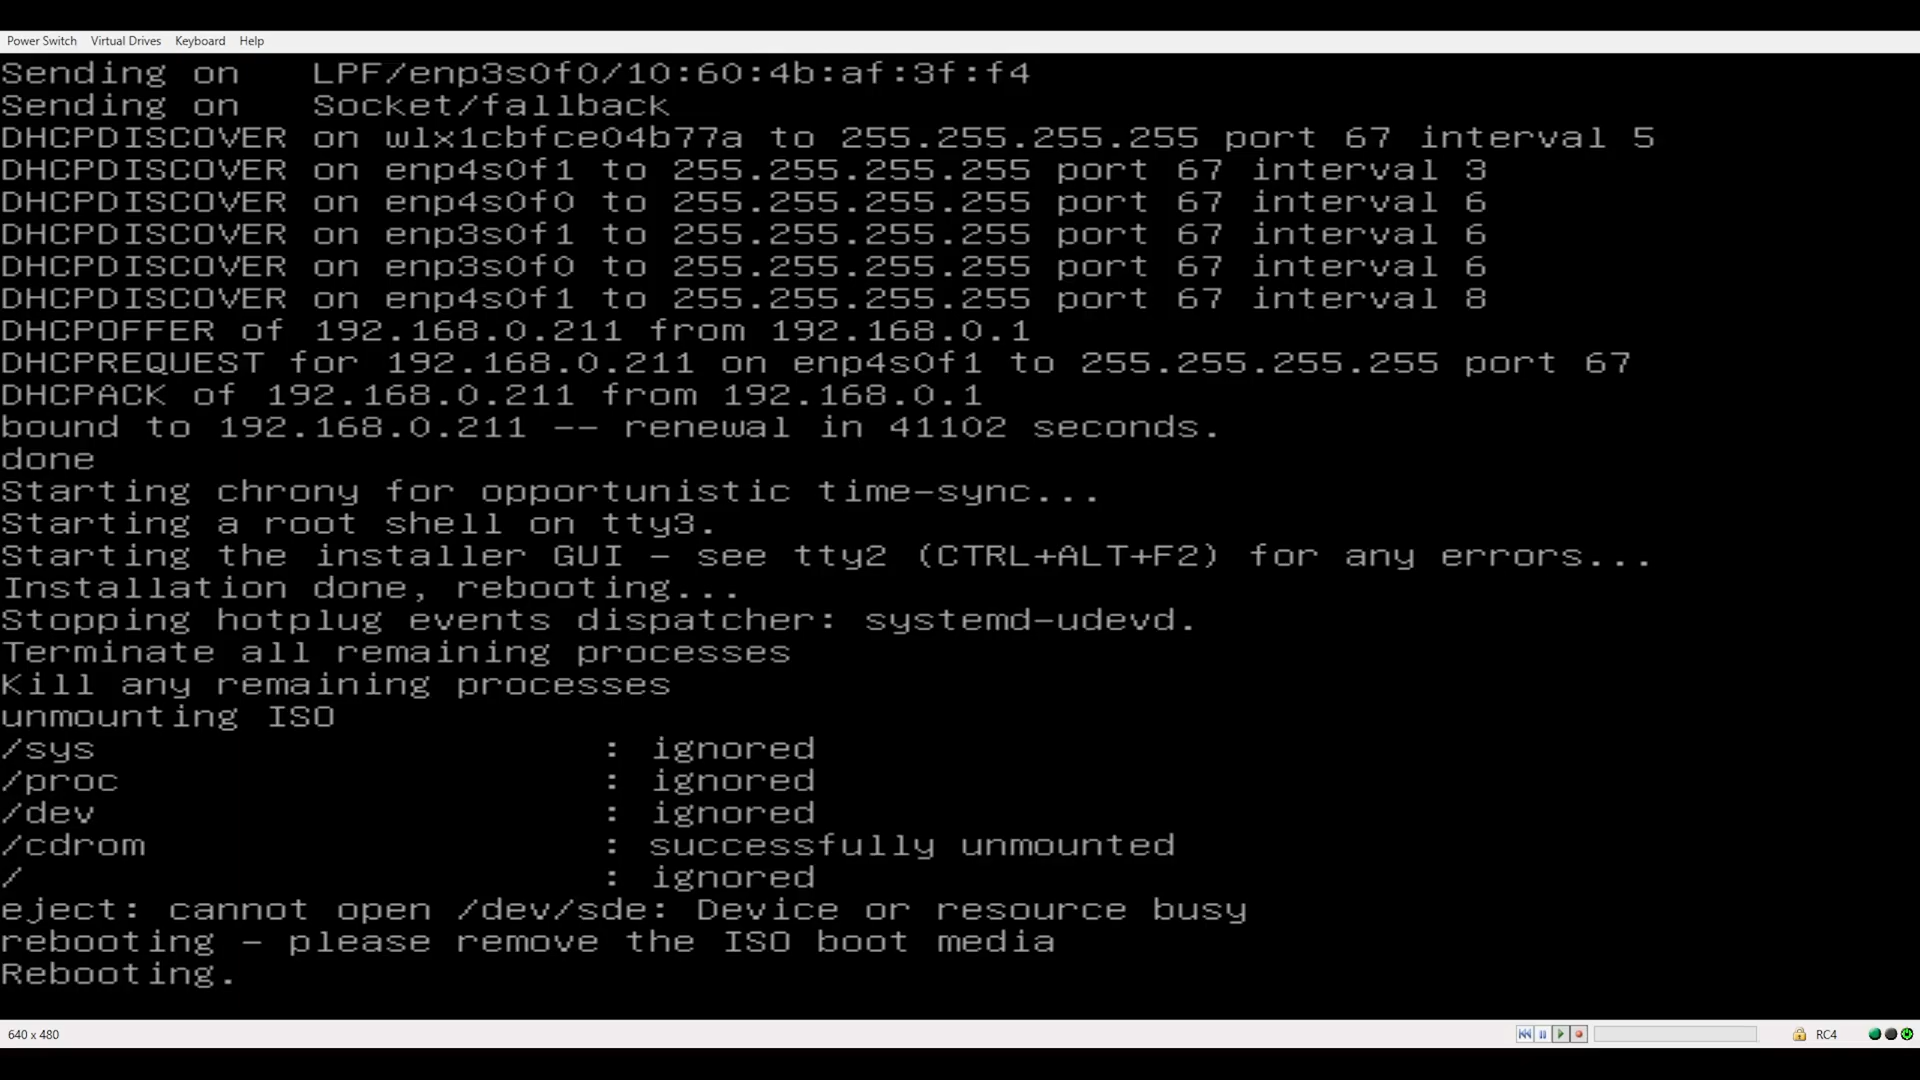 Power Switch Virtual Drives Keyboard Help
Sending on   LPF/enp3s0f0/10:60:4b:af:3f:f4
Sending on   Socket/fallback
DHCPDISCOVER on wlx1cbfce04b77a to 255.255.255.255 port 67 interval 5
DHCPDISCOVER on enp4s0f1 to 255.255.255.255 port 67 interval 3
DHCPDISCOVER on enp4s0f0 to 255.255.255.255 port 67 interval 6
DHCPDISCOVER on enp3s0f1 to 255.255.255.255 port 67 interval 6
DHCPDISCOVER on enp3s0f0 to 255.255.255.255 port 67 interval 6
DHCPDISCOVER on enp4s0f1 to 255.255.255.255 port 67 interval 8
DHCPOFFER of 192.168.0.211 from 192.168.0.1
DHCPREQUEST for 192.168.0.211 on enp4s0f1 to 255.255.255.255 port 67
DHCPACK of 192.168.0.211 from 192.168.0.1
bound to 192.168.0.211 -- renewal in 41102 seconds.
done
Starting chrony for opportunistic time-sync...
Starting a root shell on tty3.
Starting the installer GUI - see tty2 (CTRL+ALT+F2) for any errors...
Installation done, rebooting...
Stopping hotplug events dispatcher: systemd-udevd.
Terminate all remaining processes
Kill any remaining processes
unmounting ISO
/sys                     : ignored
/proc                    : ignored
/dev                     : ignored
/cdrom                   : successfully unmounted
/                        : ignored
eject: cannot open /dev/sde: Device or resource busy
rebooting - please remove the ISO boot media
Rebooting.
640 x 480 RC4